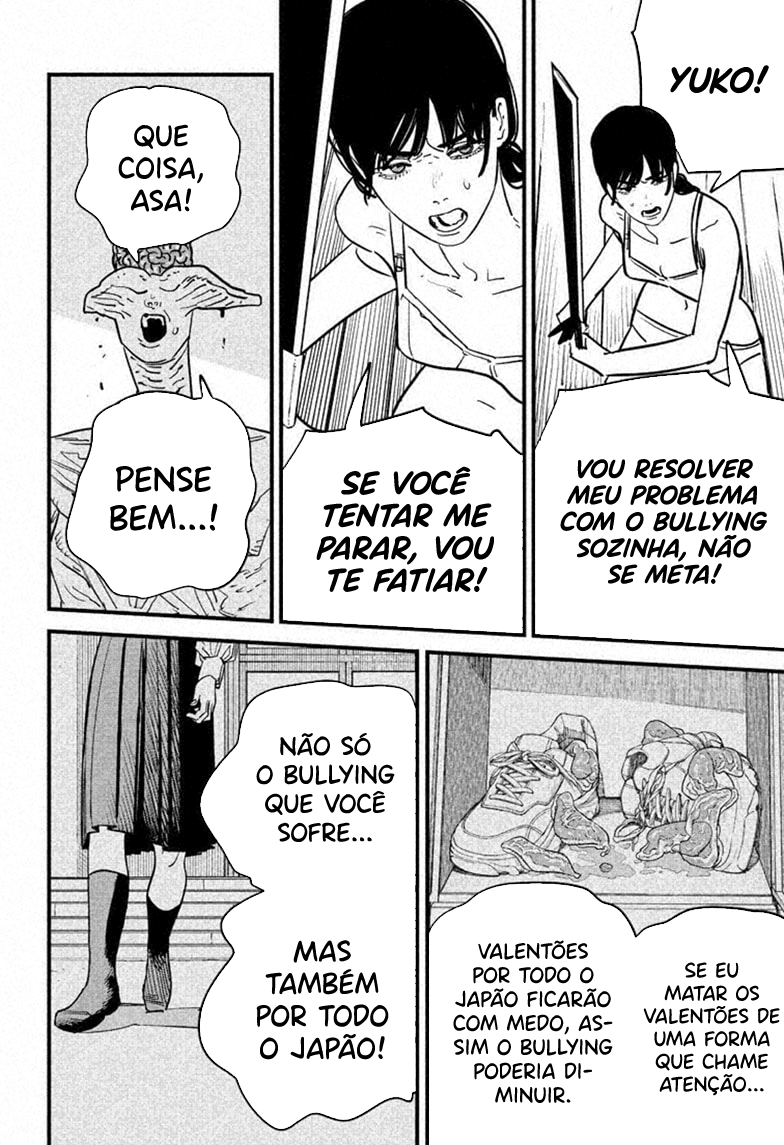 YUKO!
VOU RESOLVER
MEU PROBLEMA
COM O BULLYING
SOZINHA, NÃO
SE META!
SE VOCÊ
TENTAR ME
PARAR, VOU
TE FATIAR!
QUE
COISA,
ASA!
PENSE
BEM...!
SE EU
MATAR OS
VALENTÕES DE
UMA FORMA
QUE CHAME
ATENÇÃO...
VALENTÕES
POR TODO O
JAPÃO FICARÃO
COM MEDO, AS-
SIM O BULLYING
PODERIA DI-
MINUIR.
NÃO SÓ
O BULLYING
QUE VOCÊ
SOFRE...
MAS
TAMBÉM
POR TODO
O JAPÃO!